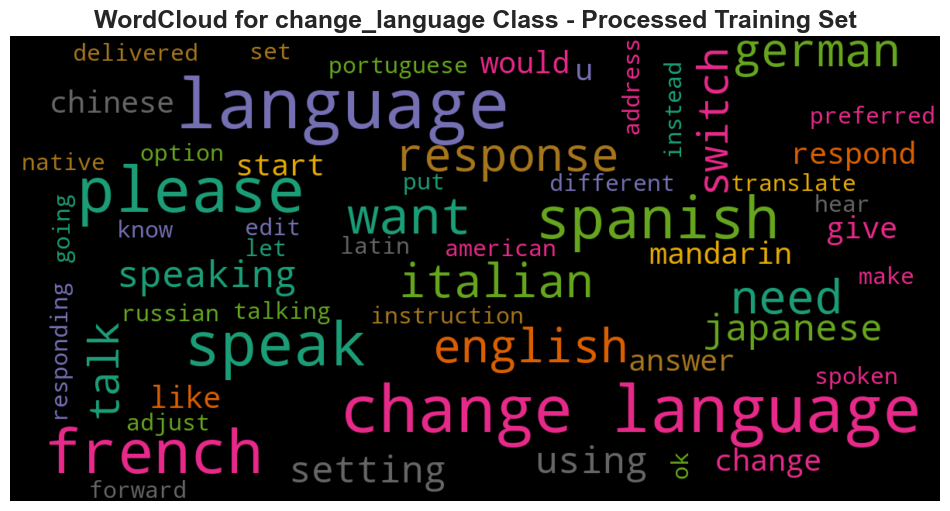 WordCloud for change_language Class - Processed Training Set
delivered
set
portuguese
would
u
address
instead
switch
german
chinese
language
preferred
native
option
start
response
respond
please
put
different
translate
going
know
edit
let
want
latin
american
spanish
hear
give
mandarin
speaking
italian
need
make
responding
russian
talking
instruction
japanese
talk
speak
english
answer
spoken
like
adjust
change language
french
setting
using
ok
change
forward